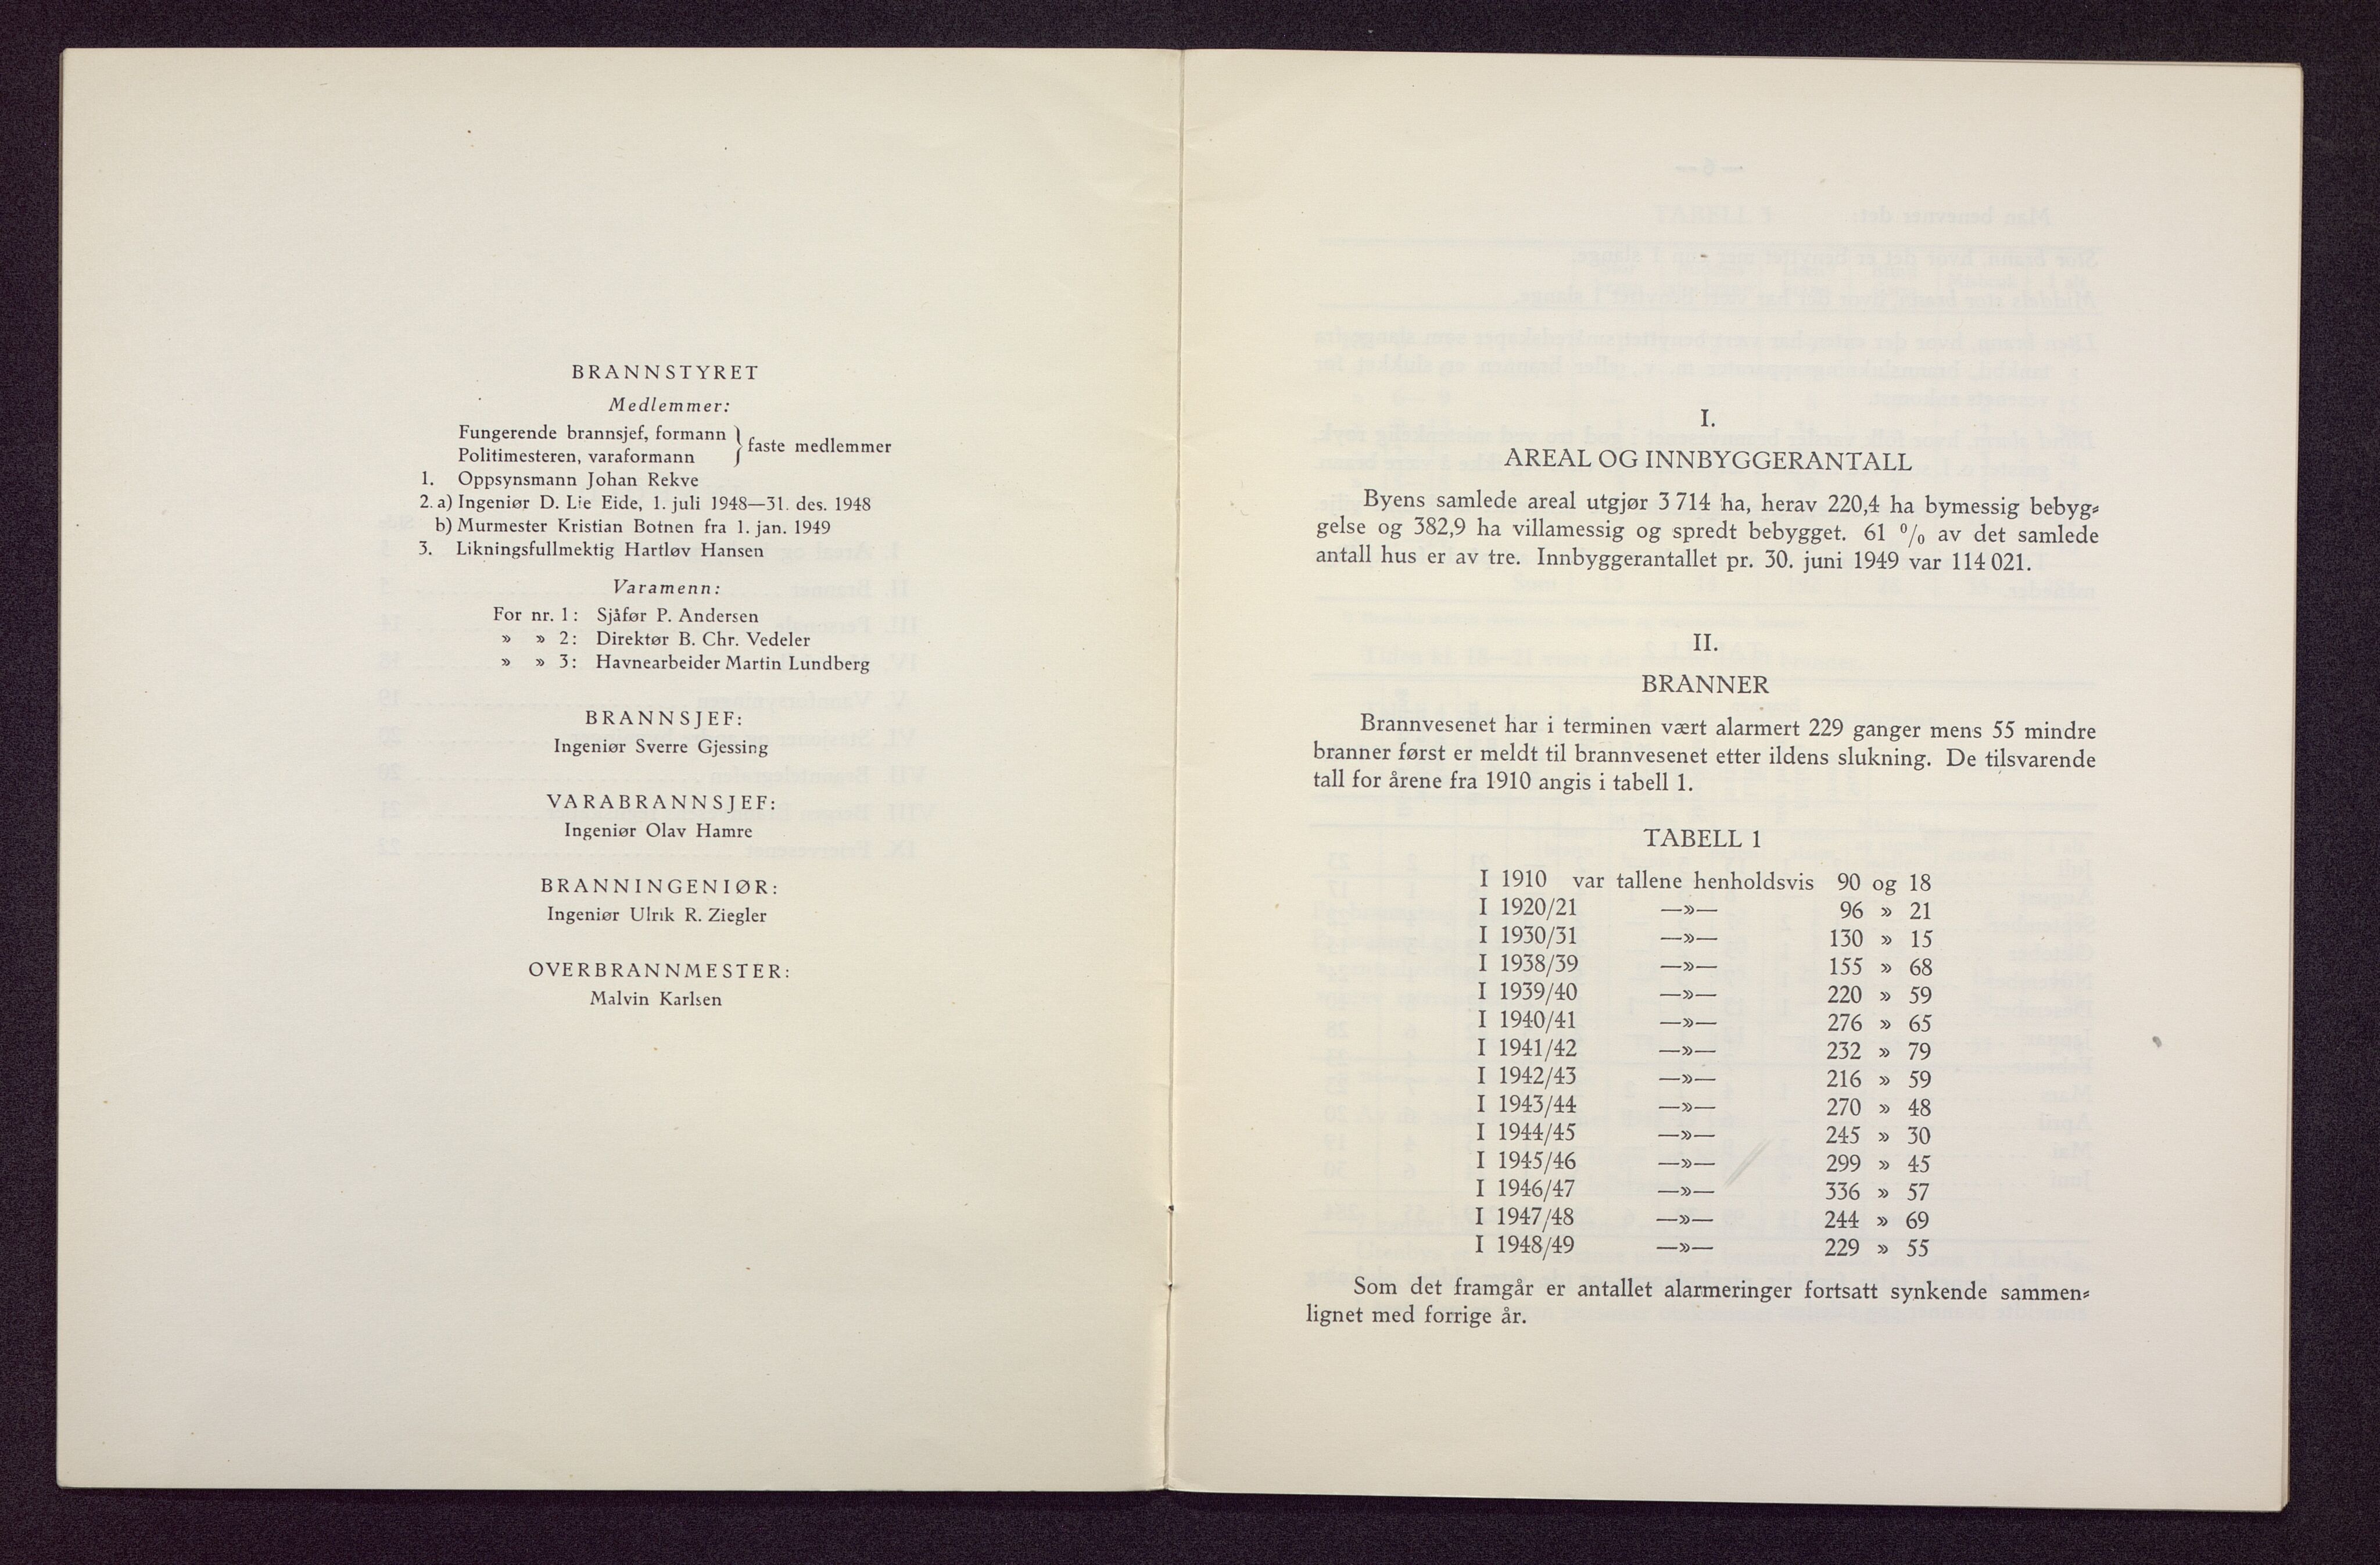 BRANNSTYRET
Medlemmer:
Fungerende brannsjef, formann
Politimesteren, varaformann } faste medlemmer
1. Oppsynsmann Johan Rekve
2. a) Ingeniør D. Lie Eide, 1. juli 1948—31. des. 1948
b) Murmester Kristian Botnen fra 1. jan. 1949
3. Likningsfullmektig Hartløv Hansen
Varamenn:
For nr. 1: Sjåfør P. Andersen
» » 2: Direktør B. Chr. Vedeler
» » 3: Havnearbeider Martin Lundberg
BRANNSJEF:
Ingeniør Sverre Gjessing
VARABRANNSJEF:
Ingeniør Olav Hamre
BRANNINGENIØR:
Ingeniør Ulrik R. Ziegler
OVERBRANNMESTER:
Malvin Karlsen
I.
AREAL OG INNBYGGERANTALL
Byens samlede areal utgjør 3 714 ha, herav 220,4 ha bymessig bebyg-
gelse og 382,9 ha villamessig og spredt bebygget. 61 % av det samlede
antall hus er av tre. Innbyggerantallet pr. 30. juni 1949 var 114 021.
II.
BRANNER
Brannvesenet har i terminen vært alarmert 229 ganger mens 55 mindre
branner først er meldt til brannvesenet etter ildens slukning. De tilsvarende
tall for årene fra 1910 angis i tabell 1.
TABELL 1
I 1910 var tallene henholdsvis 90 og 18
I 1920/21 —»— 96 » 21
I 1930/31 —»— 130 » 15
I 1938/39 —»— 155 » 68
I 1939/40 —»— 220 » 59
I 1940/41 —»— 276 » 65
I 1941/42 —»— 232 » 79
I 1942/43 —»— 216 » 59
I 1943/44 —»— 270 » 48
I 1944/45 —»— 245 » 30
I 1945/46 —»— 299 » 45
I 1946/47 —»— 336 » 57
I 1947/48 —»— 244 » 69
I 1948/49 —»— 229 » 55
Som det framgår er antallet alarmeringer fortsatt synkende sammen-
lignet med forrige år.